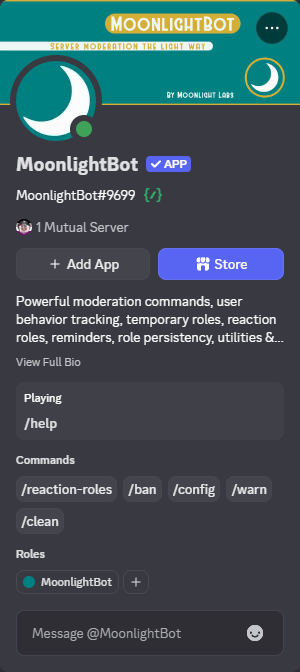 MOONLIGHTBOT
SERVER MODERATION THE LIGHT WAY
BY MOONLIGHT LABS
MoonlightBot ✓ APP
MoonlightBot#9699 {/}
1 Mutual Server
+ Add App Store
Powerful moderation commands, user
behavior tracking, temporary roles, reaction
roles, reminders, role persistency, utilities &...
View Full Bio
Playing
/help
Commands
/reaction-roles /ban /config /warn
/clean
Roles
MoonlightBot +
Message @MoonlightBot